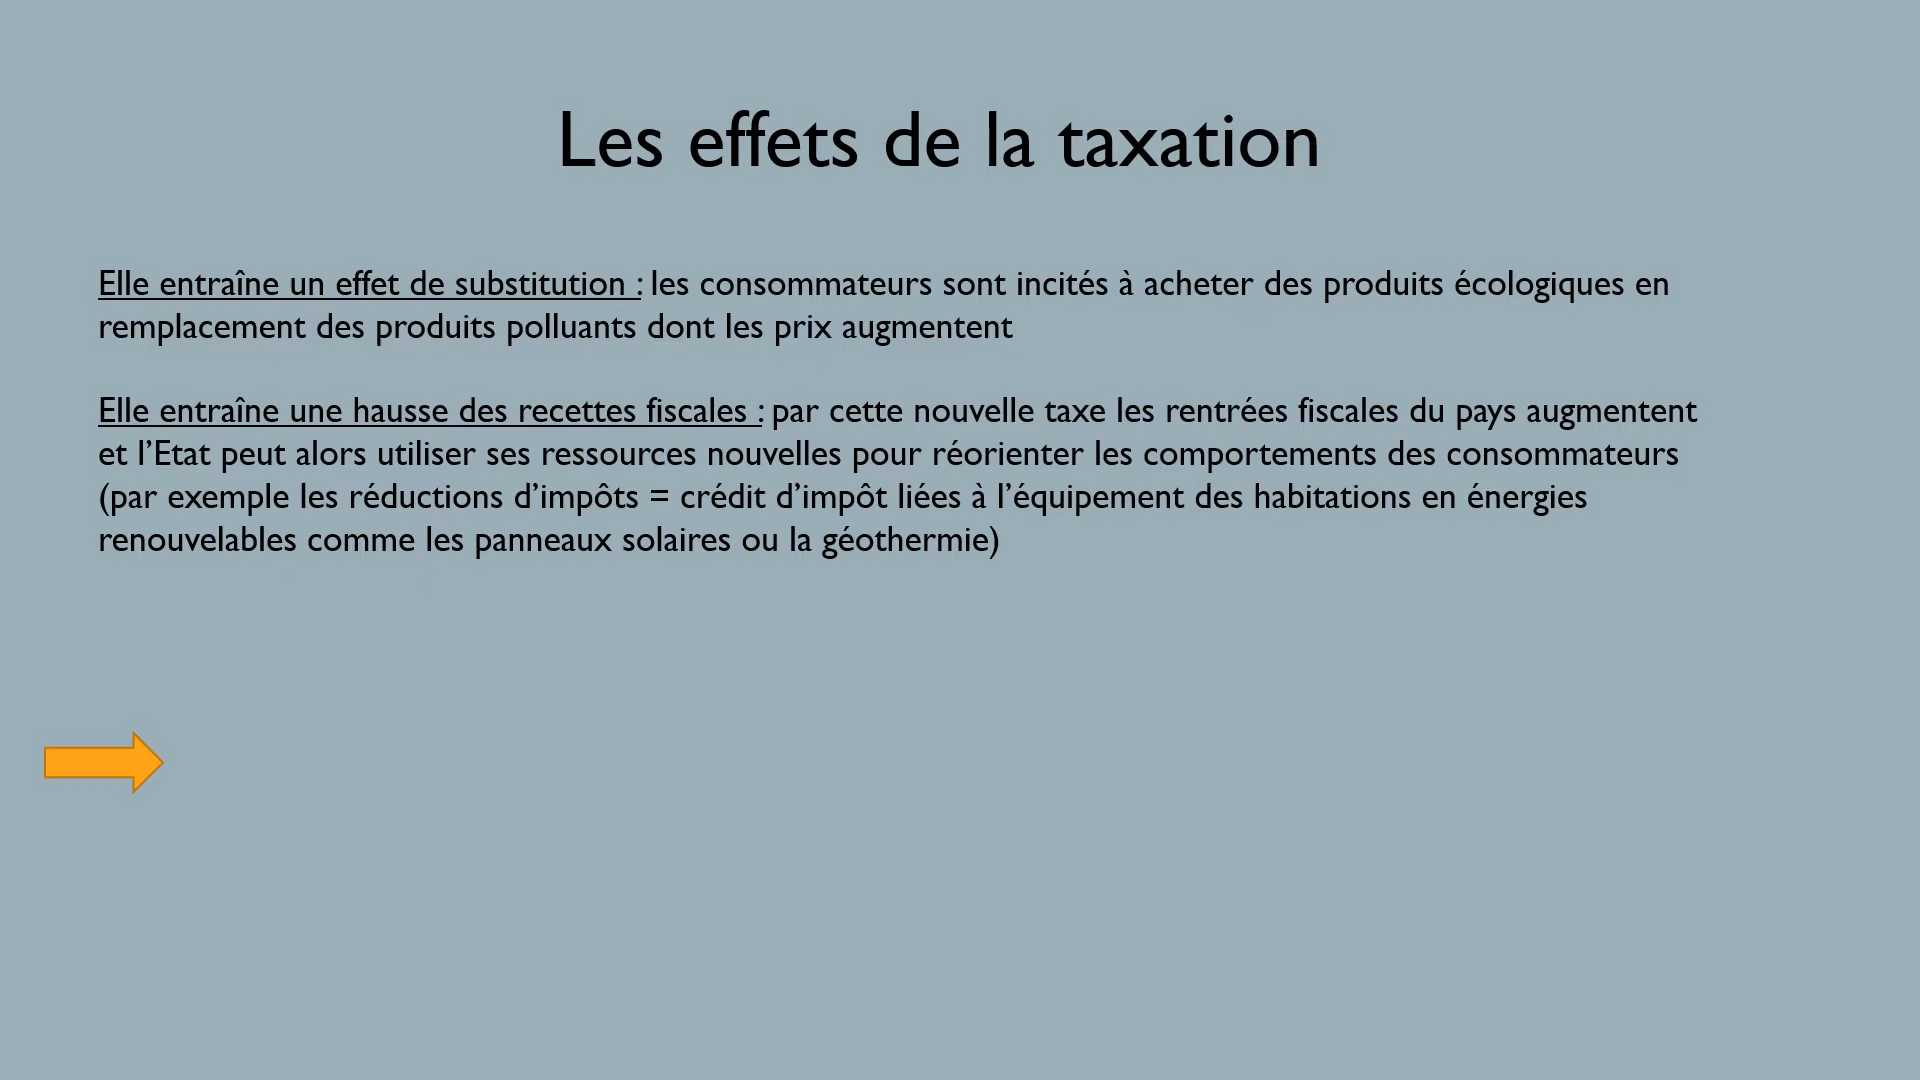 Les effets de la taxation
Elle entraîne un effet de substitution : les consommateurs sont incités à acheter des produits écologiques en
remplacement des produits polluants dont les prix augmentent
Elle entraîne une hausse des recettes fiscales : par cette nouvelle taxe les rentrées fiscales du pays augmentent
et l’Etat peut alors utiliser ses ressources nouvelles pour réorienter les comportements des consommateurs
(par exemple les réductions d’impôts = crédit d’impôt liées à l’équipement des habitations en énergies
renouvelables comme les panneaux solaires ou la géothermie)